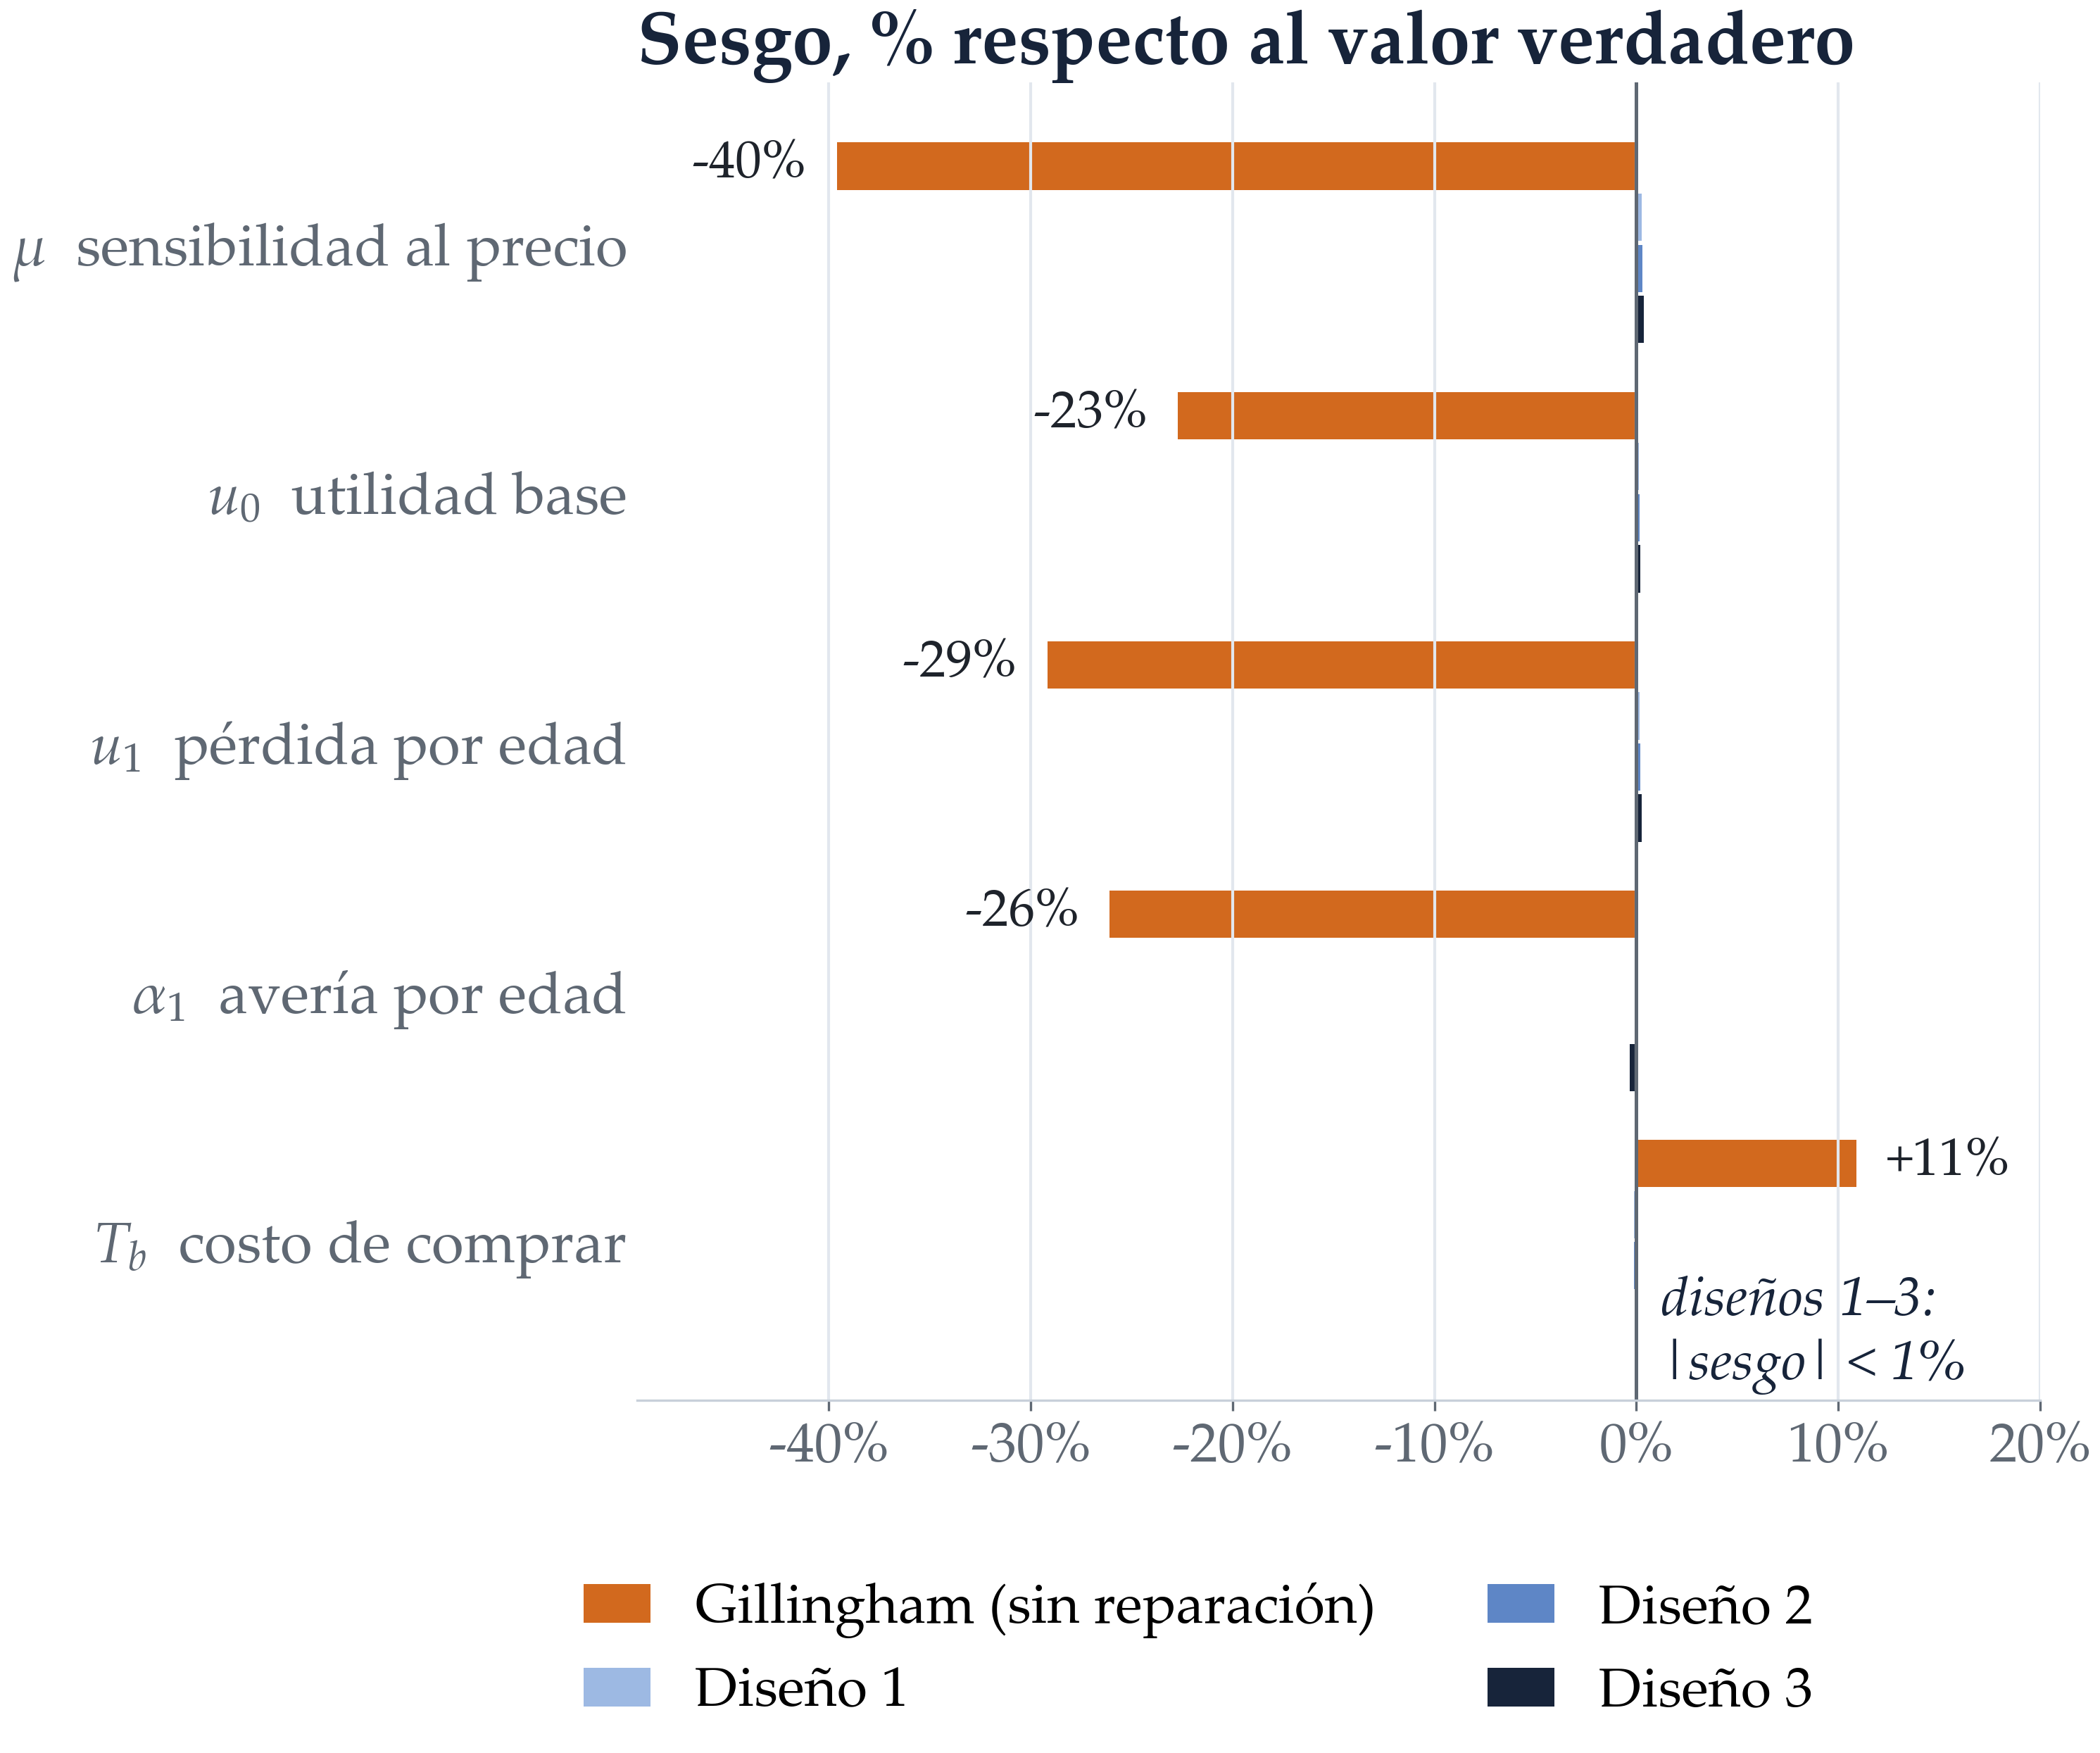 Sesgo, % respecto al valor verdadero
-40%
μ sensibilidad al precio
-23%
u₀ utilidad base
-29%
u₁ pérdida por edad
-26%
α₁ avería por edad
+11%
T_b costo de comprar
diseños 1–3:
|sesgo| < 1%
-40% -30% -20% -10% 0% 10% 20%
Gillingham (sin reparación) Diseño 2
Diseño 1 Diseño 3